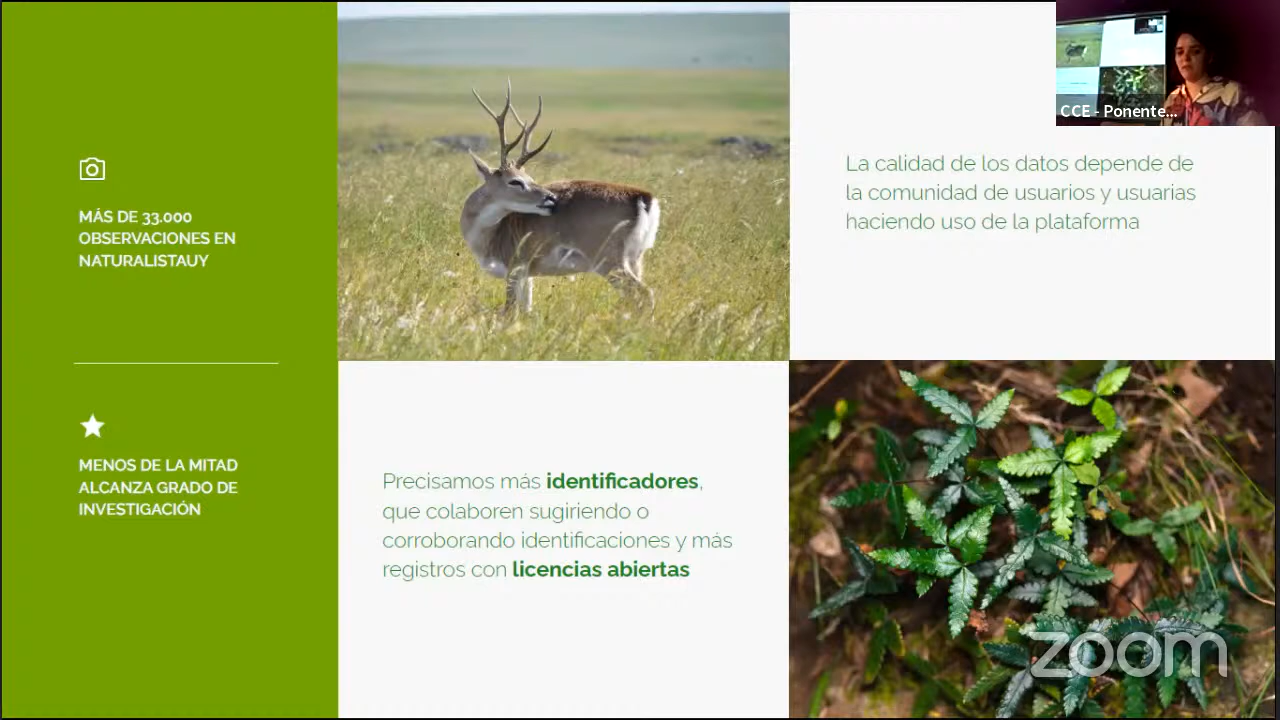 MÁS DE 33.000
OBSERVACIONES EN
NATURALISTAUY
MENOS DE LA MITAD
ALCANZA GRADO DE
INVESTIGACIÓN
Precisamos más identificadores,
que colaboren sugiriendo o
corroborando identificaciones y más
registros con licencias abiertas
La calidad de los datos depende de
la comunidad de usuarios y usuarias
haciendo uso de la plataforma
CCE - Ponente...
zoom